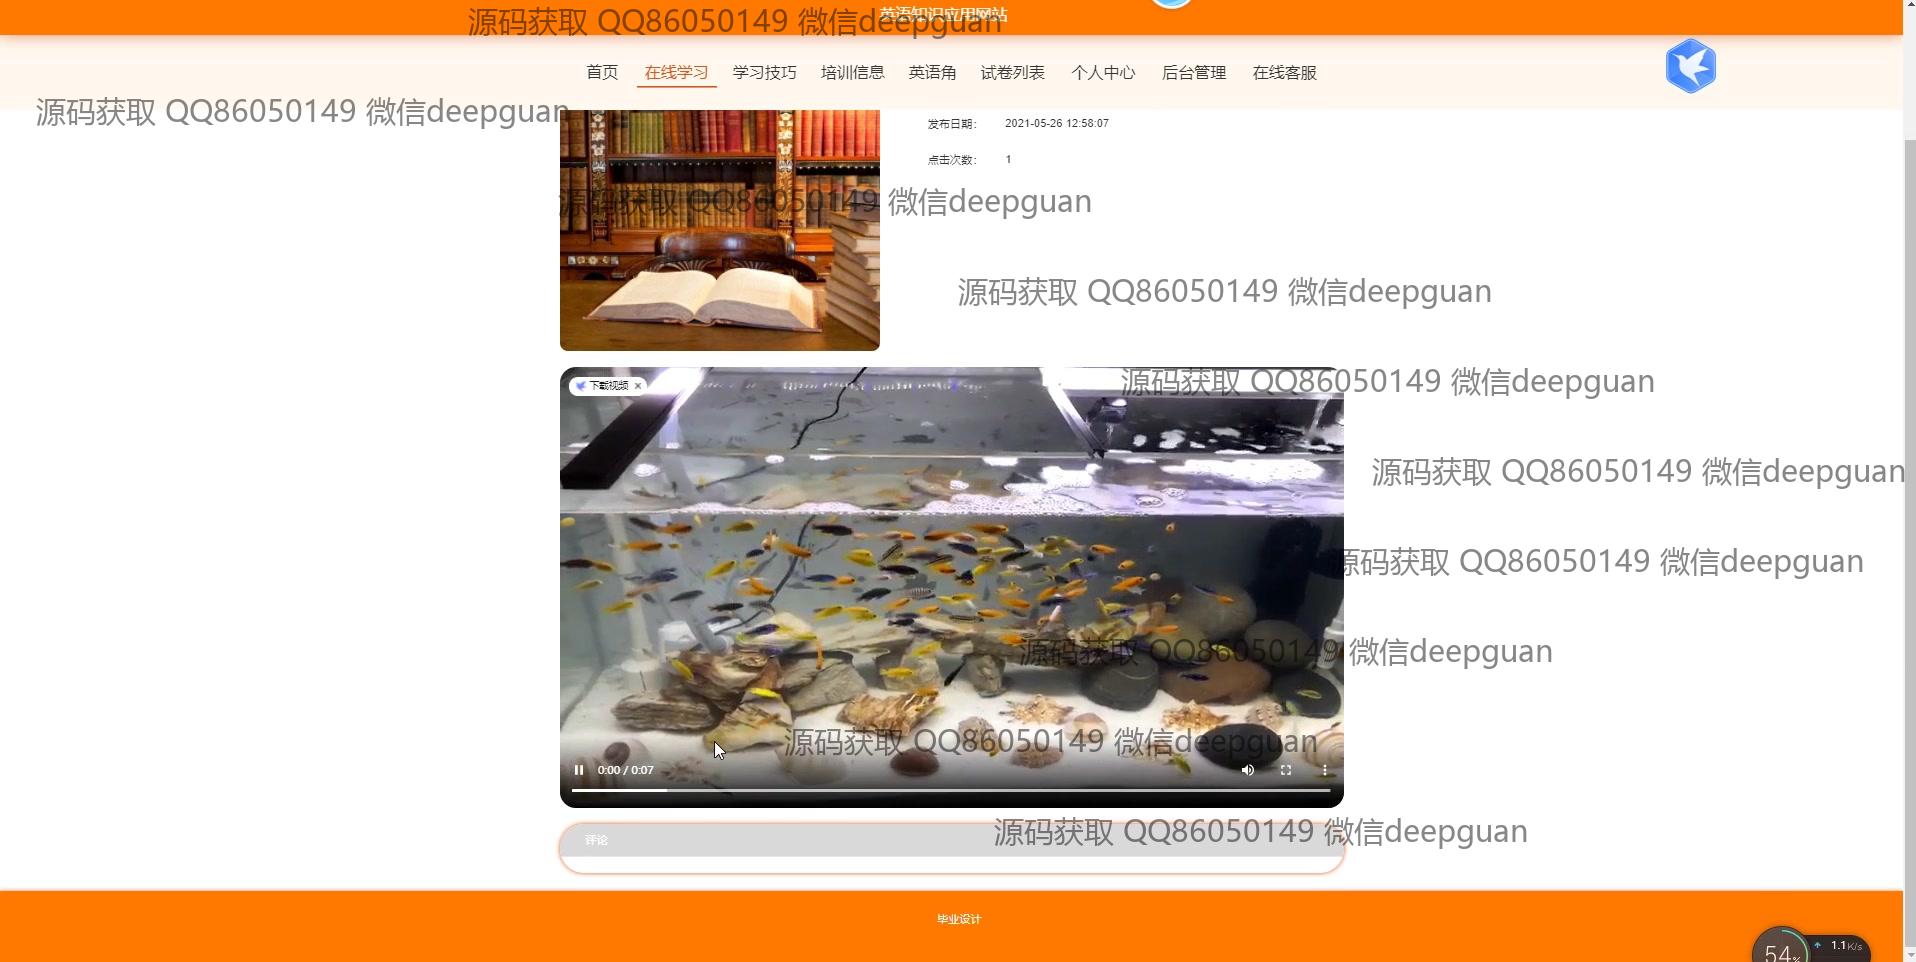 英语知识应用网站
源码获取 QQ86050149 微信deepguan
首页 在线学习 学习技巧 培训信息 英语角 试卷列表 个人中心 后台管理 在线客服
源码获取 QQ86050149 微信deepguan
发布日期： 2021-05-26 12:58:07
点击次数： 1
源码获取 QQ86050149 微信deepguan
源码获取 QQ86050149 微信deepguan
下载视频 ×
源码获取 QQ86050149 微信deepguan
源码获取 QQ86050149 微信deepguan
源码获取 QQ86050149 微信deepguan
源码获取 QQ86050149 微信deepguan
源码获取 QQ86050149 微信deepguan
0:00 / 0:07
源码获取 QQ86050149 微信deepguan
评论
毕业设计
54%
1.1K/s